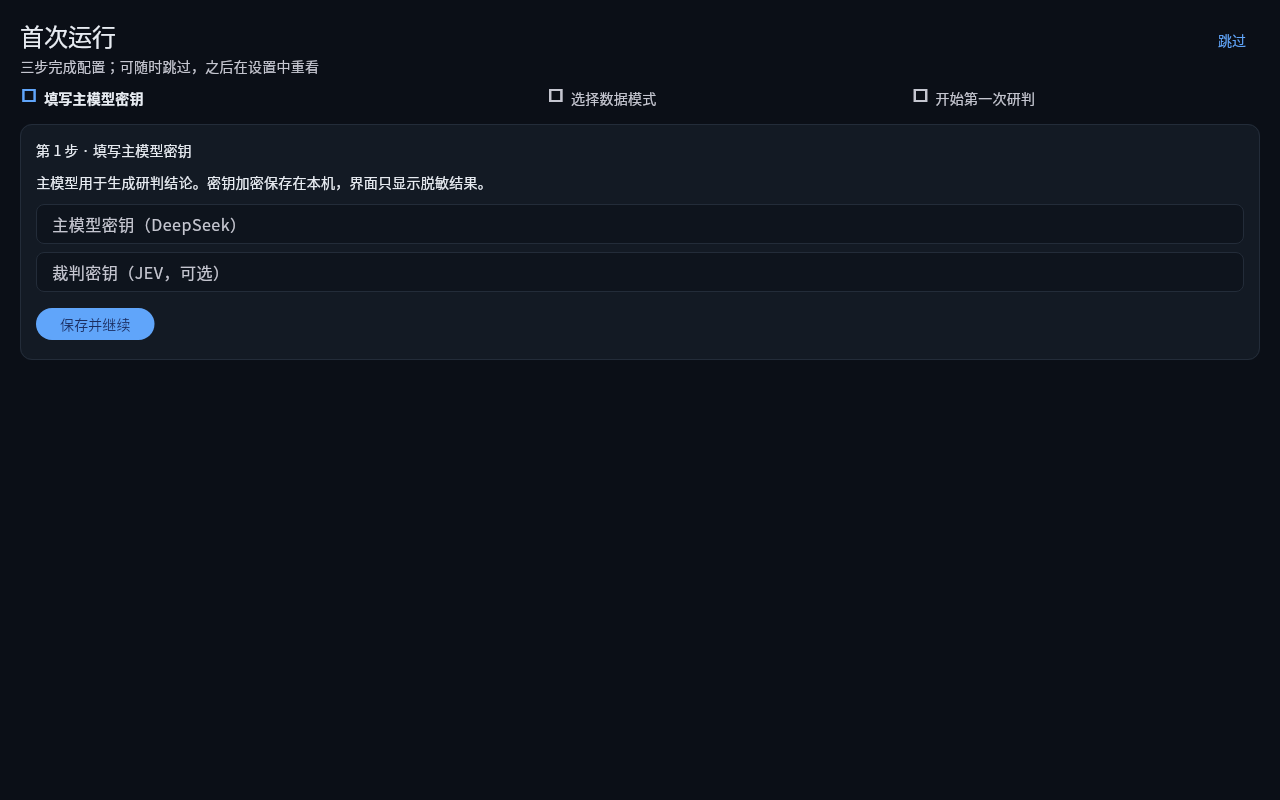 首次运行
跳过
三步完成配置；可随时跳过，之后在设置中重看
填写主模型密钥
选择数据模式
开始第一次研判
第 1 步 · 填写主模型密钥
主模型用于生成研判结论。密钥加密保存在本机，界面只显示脱敏结果。
主模型密钥（DeepSeek）
裁判密钥（JEV，可选）
保存并继续